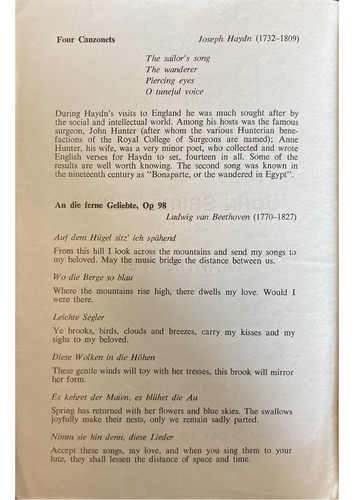 Four Canzonets Joseph Haydn (1732–1809)
The sailor's song
The wanderer
Piercing eyes
O tuneful voice
During Haydn's visits to England he was much sought after by
the social and intellectual world. Among his hosts was the famous
surgeon, John Hunter (after whom the various Hunterian bene-
factions of the Royal College of Surgeons are named); Anne
Hunter, his wife, was a very minor poet, who collected and wrote
English verses for Haydn to set, fourteen in all. Some of the
results are well worth knowing. The second song was known in
the nineteenth century as "Bonaparte, or the wandered in Egypt".
An die ferne Geliebte, Op 98
Ludwig van Beethoven (1770–1827)
Auf dem Hügel sitz' ich spähend
From this hill I look across the mountains and send my songs to
my beloved. May the music bridge the distance between us.
Wo die Berge so blau
Where the mountains rise high, there dwells my love. Would I
were there.
Leichte Segler
Ye brooks, birds, clouds and breezes, carry my kisses and my
sighs to my beloved.
Diese Wolken in die Höhen
These gentle winds will toy with her tresses, this brook will mirror
her form.
Es kehret der Maien, es blühet die Au
Spring has returned with her flowers and blue skies. The swallows
joyfully make their nests, only we remain sadly parted.
Nimm sie hin denn, diese Lieder
Accept these songs, my love, and when you sing them to your
lute, they shall lessen the distance of space and time.